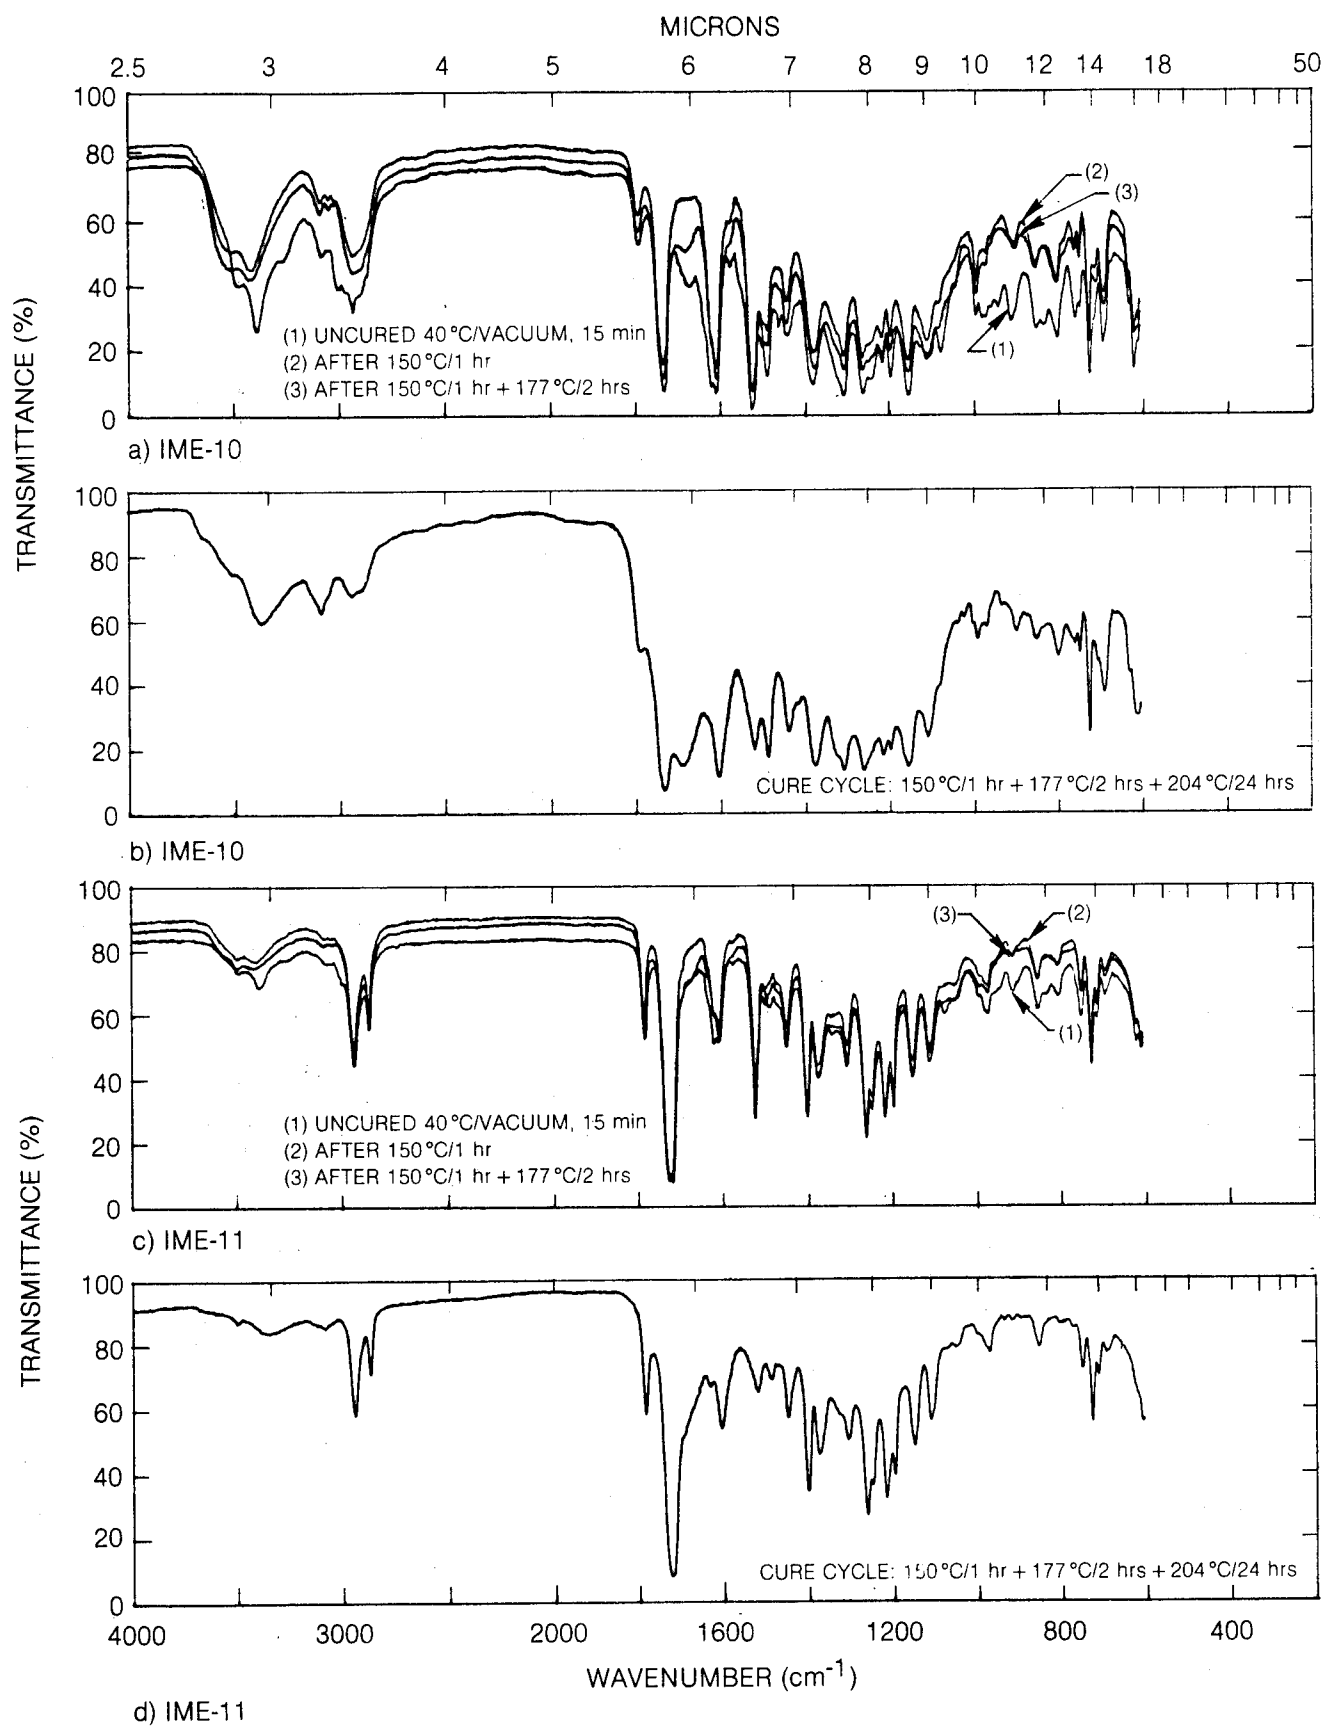 MICRONS
2.5 3 4 5 6 7 8 9 10 12 14 18 50
TRANSMITTANCE (%)
100
80
60
40
20
0
(2)
(3)
(1)
(1) UNCURED 40°C/VACUUM, 15 min
(2) AFTER 150°C/1 hr
(3) AFTER 150°C/1 hr + 177°C/2 hrs
a) IME-10
100
80
60
40
20
0
CURE CYCLE: 150°C/1 hr + 177°C/2 hrs + 204°C/24 hrs
b) IME-10
TRANSMITTANCE (%)
100
80
60
40
20
0
(3) (2)
(1)
(1) UNCURED 40°C/VACUUM, 15 min
(2) AFTER 150°C/1 hr
(3) AFTER 150°C/1 hr + 177°C/2 hrs
c) IME-11
100
80
60
40
20
0
CURE CYCLE: 150°C/1 hr + 177°C/2 hrs + 204°C/24 hrs
4000 3000 2000 1600 1200 800 400
WAVENUMBER (cm-1)
d) IME-11